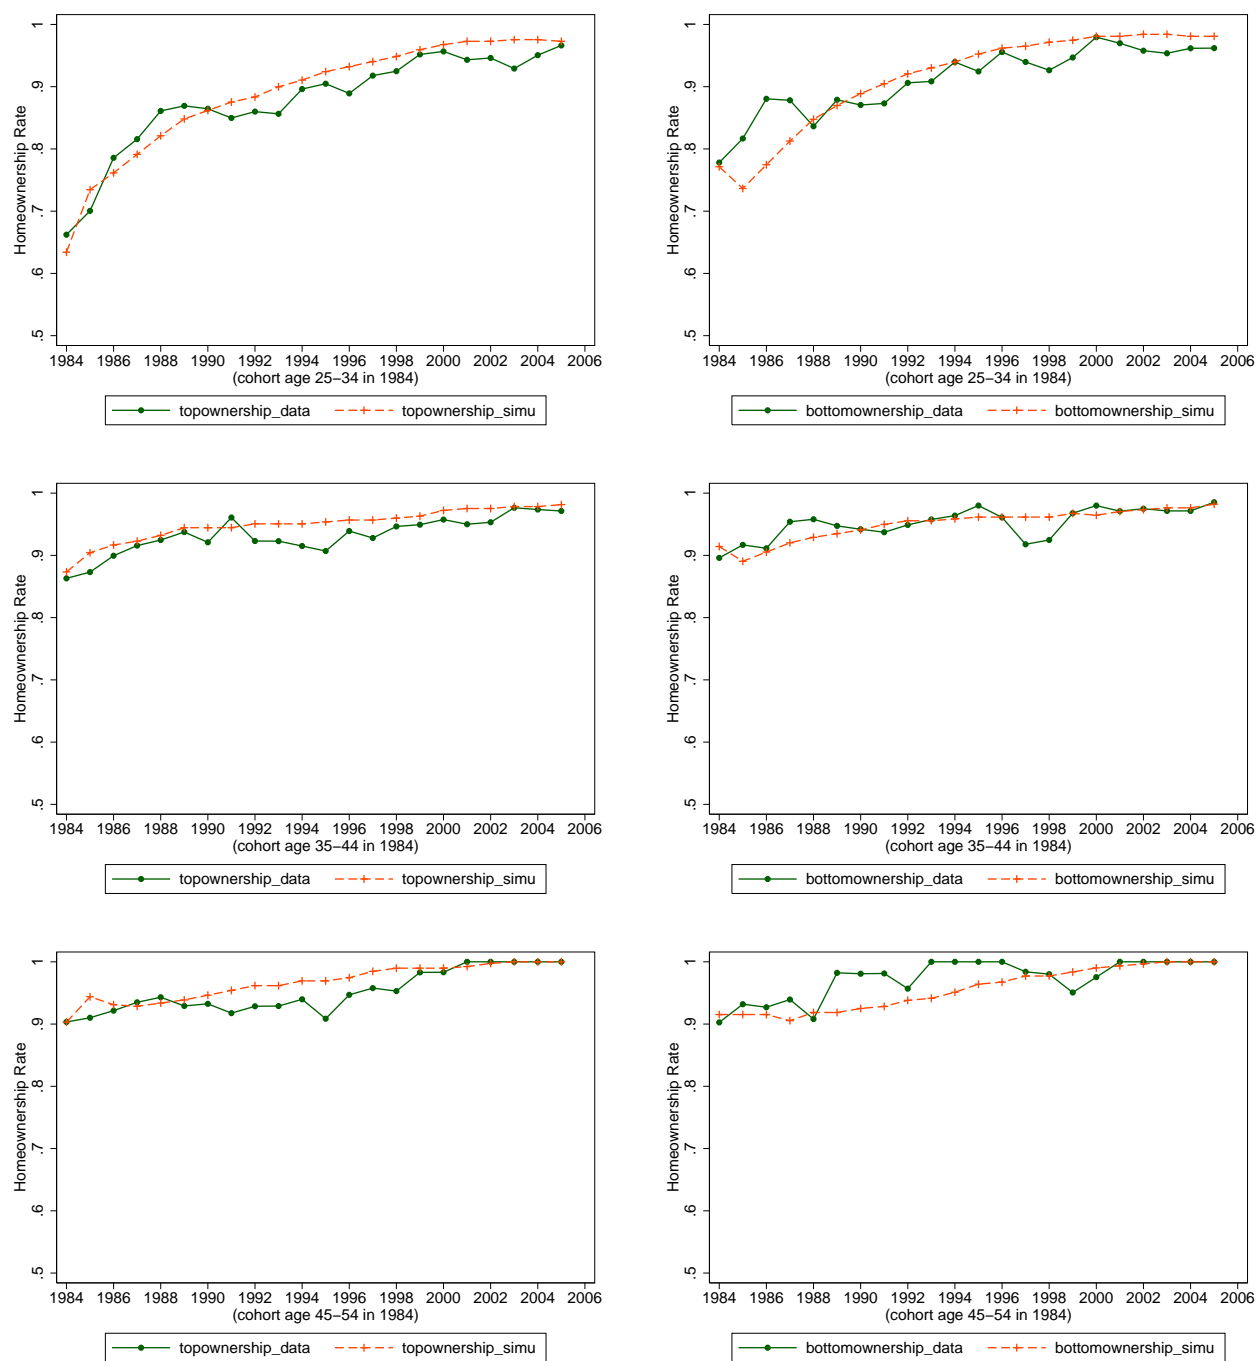 Homeownership Rate
1
.9
.8
.7
.6
.5
1984 1986 1988 1990 1992 1994 1996 1998 2000 2002 2004 2006
(cohort age 25−34 in 1984)
topownership_data topownership_simu
Homeownership Rate
1
.9
.8
.7
.6
.5
1984 1986 1988 1990 1992 1994 1996 1998 2000 2002 2004 2006
(cohort age 25−34 in 1984)
bottomownership_data bottomownership_simu
Homeownership Rate
1
.9
.8
.7
.6
.5
1984 1986 1988 1990 1992 1994 1996 1998 2000 2002 2004 2006
(cohort age 35−44 in 1984)
topownership_data topownership_simu
Homeownership Rate
1
.9
.8
.7
.6
.5
1984 1986 1988 1990 1992 1994 1996 1998 2000 2002 2004 2006
(cohort age 35−44 in 1984)
bottomownership_data bottomownership_simu
Homeownership Rate
1
.9
.8
.7
.6
.5
1984 1986 1988 1990 1992 1994 1996 1998 2000 2002 2004 2006
(cohort age 45−54 in 1984)
topownership_data topownership_simu
Homeownership Rate
1
.9
.8
.7
.6
.5
1984 1986 1988 1990 1992 1994 1996 1998 2000 2002 2004 2006
(cohort age 45−54 in 1984)
bottomownership_data bottomownership_simu